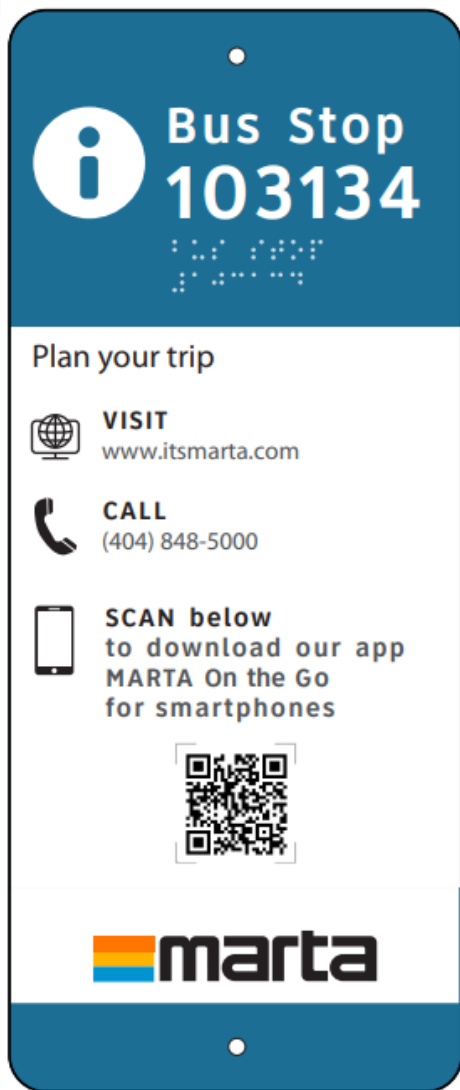 Bus Stop
103134
⠃⠥⠎ ⠎⠞⠕⠏
⠼⠁⠚⠉⠁⠉⠙
Plan your trip
VISIT
www.itsmarta.com
CALL
(404) 848-5000
SCAN below
to download our app
MARTA On the Go
for smartphones
marta